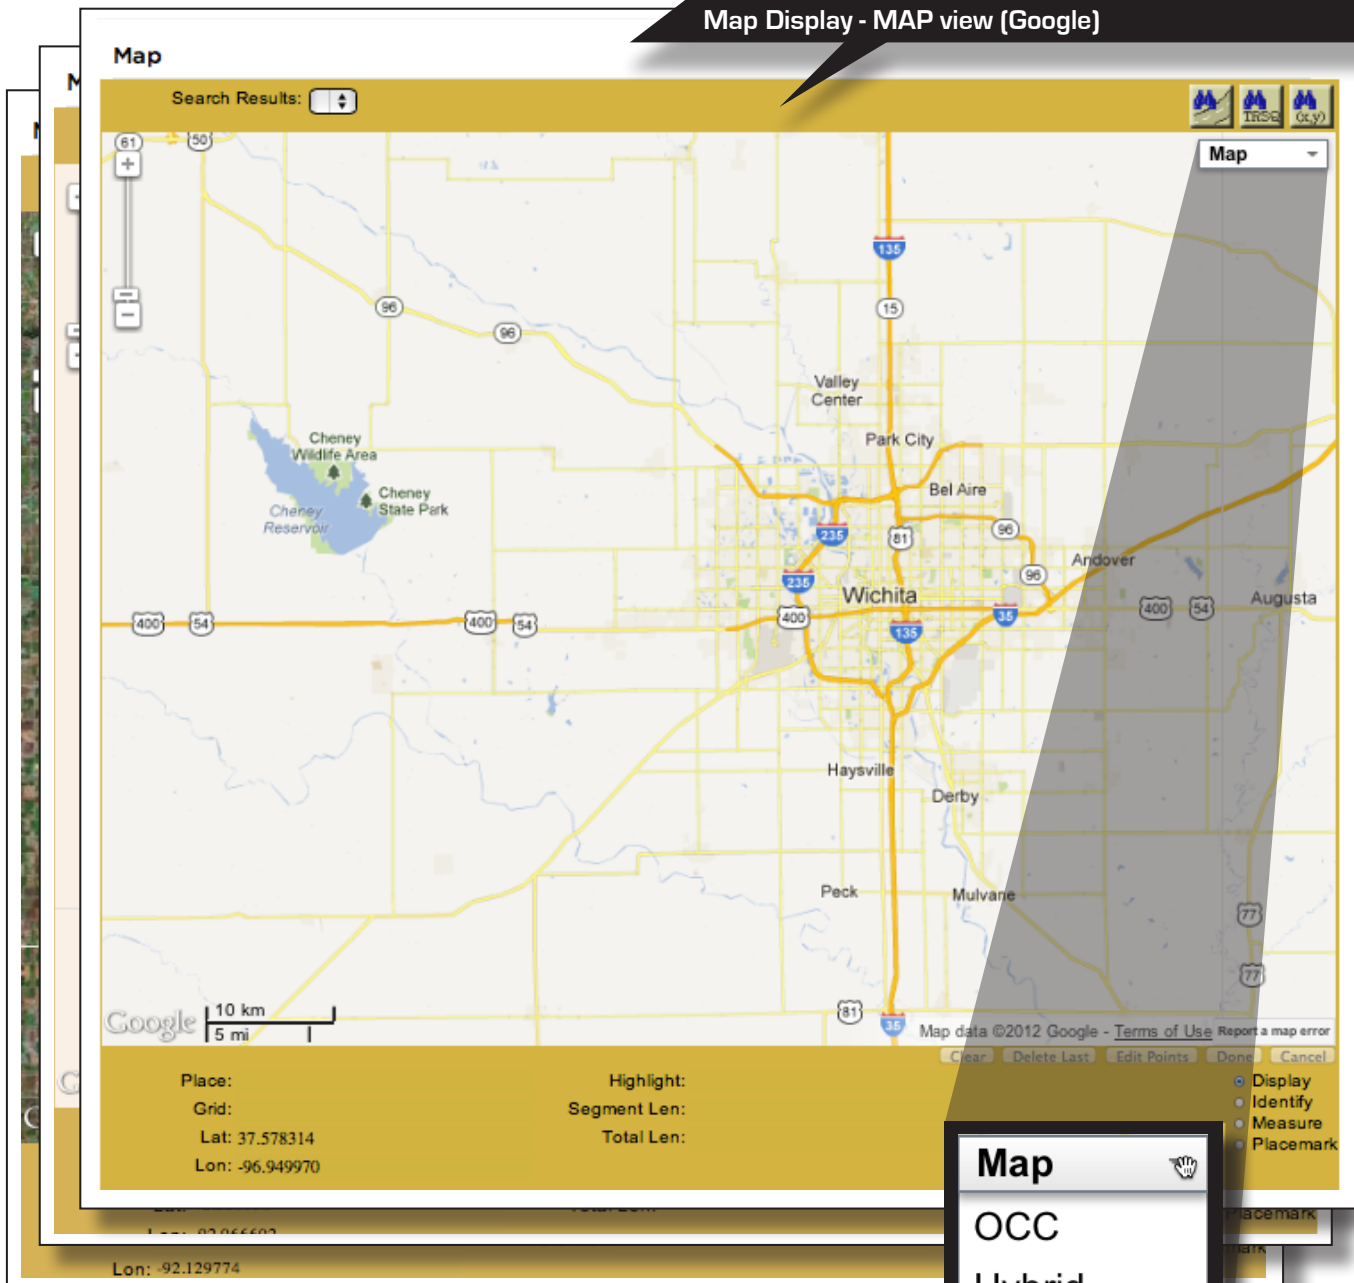 Map Display - MAP view (Google)
Map
Search Results:
TRSQ
(x,y)
Map
61
50
135
15
96
96
Valley
Center
Park City
Cheney
Wildlife Area
Cheney
State Park
Cheney
Reservoir
Bel Aire
235
81
96
Andover
235
96
Wichita
400
54
400
54
400
135
35
400
54
Augusta
Haysville
Derby
Peck
Mulvane
77
77
81
35
Google
10 km
5 mi
Map data ©2012 Google - Terms of Use
Report a map error
Clear
Delete Last
Edit Points
Done
Cancel
Place:
Highlight:
Display
Grid:
Segment Len:
Identify
Lat: 37.578314
Total Len:
Measure
Lon: -96.949970
Placemark
Map
OCC
Hybrid
Lon: -92.129774